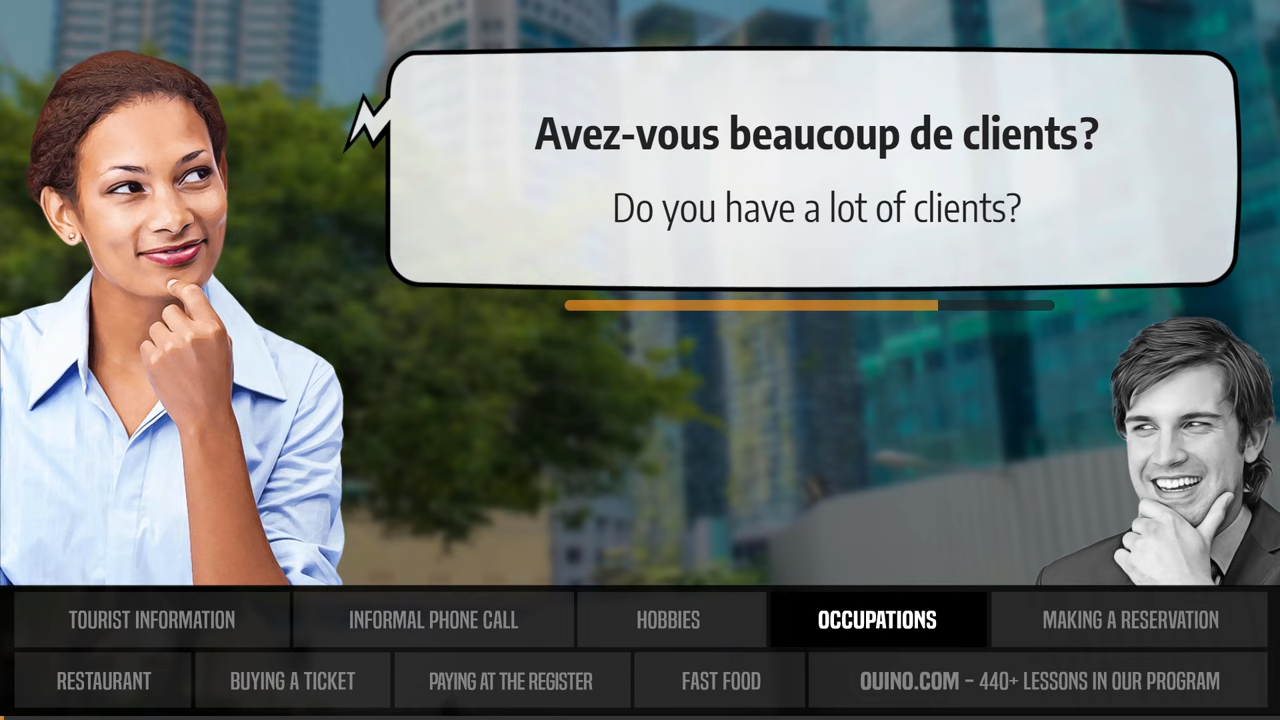 Avez-vous beaucoup de clients?
Do you have a lot of clients?
TOURIST INFORMATION
INFORMAL PHONE CALL
HOBBIES
OCCUPATIONS
MAKING A RESERVATION
RESTAURANT
BUYING A TICKET
PAYING AT THE REGISTER
FAST FOOD
OUINO.COM – 440+ LESSONS IN OUR PROGRAM